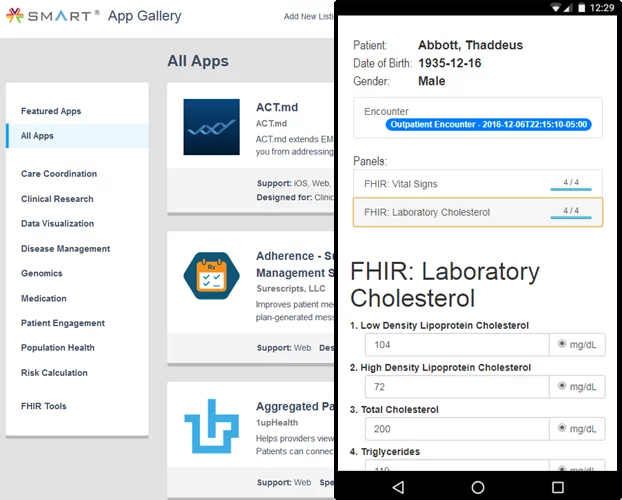 SMART® App Gallery
Add New Listi
All Apps
Featured Apps
All Apps
Care Coordination
Clinical Research
Data Visualization
Disease Management
Genomics
Medication
Patient Engagement
Population Health
Risk Calculation
FHIR Tools
ACT.md
ACT.md
ACT.md extends EM
you from addressing
Support: iOS, Web,
Designed for: Clinic
Rx
Adherence - Su
Management S
Surescripts, LLC
Improves patient med
plan-generated mess
Support: Web Des
Aggregated Pa
1upHealth
Helps providers view
Patients can connec
Support: Web Spe
12:29
Patient: Abbott, Thaddeus
Date of Birth: 1935-12-16
Gender: Male
Encounter
Outpatient Encounter - 2016-12-06T22:15:10-05:00
Panels:
FHIR: Vital Signs 4 / 4
FHIR: Laboratory Cholesterol 4 / 4
FHIR: Laboratory
Cholesterol
1. Low Density Lipoprotein Cholesterol
104 mg/dL
2. High Density Lipoprotein Cholesterol
72 mg/dL
3. Total Cholesterol
200 mg/dL
4. Triglycerides
119 mg/dL